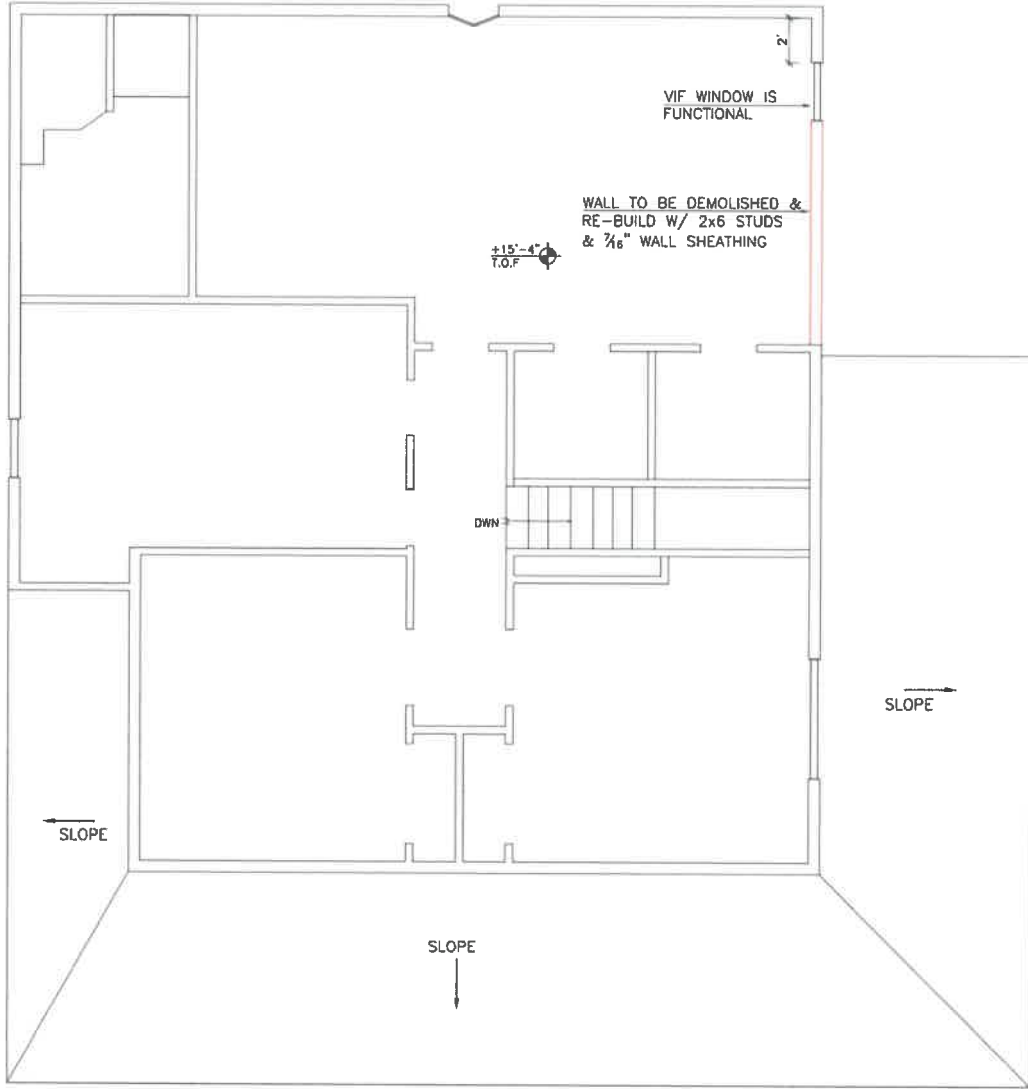 2'
VIF WINDOW IS
FUNCTIONAL
WALL TO BE DEMOLISHED &
RE-BUILD W/ 2x6 STUDS
& 7/16" WALL SHEATHING
+15'-4"
T.O.F
DWN
SLOPE
SLOPE
SLOPE